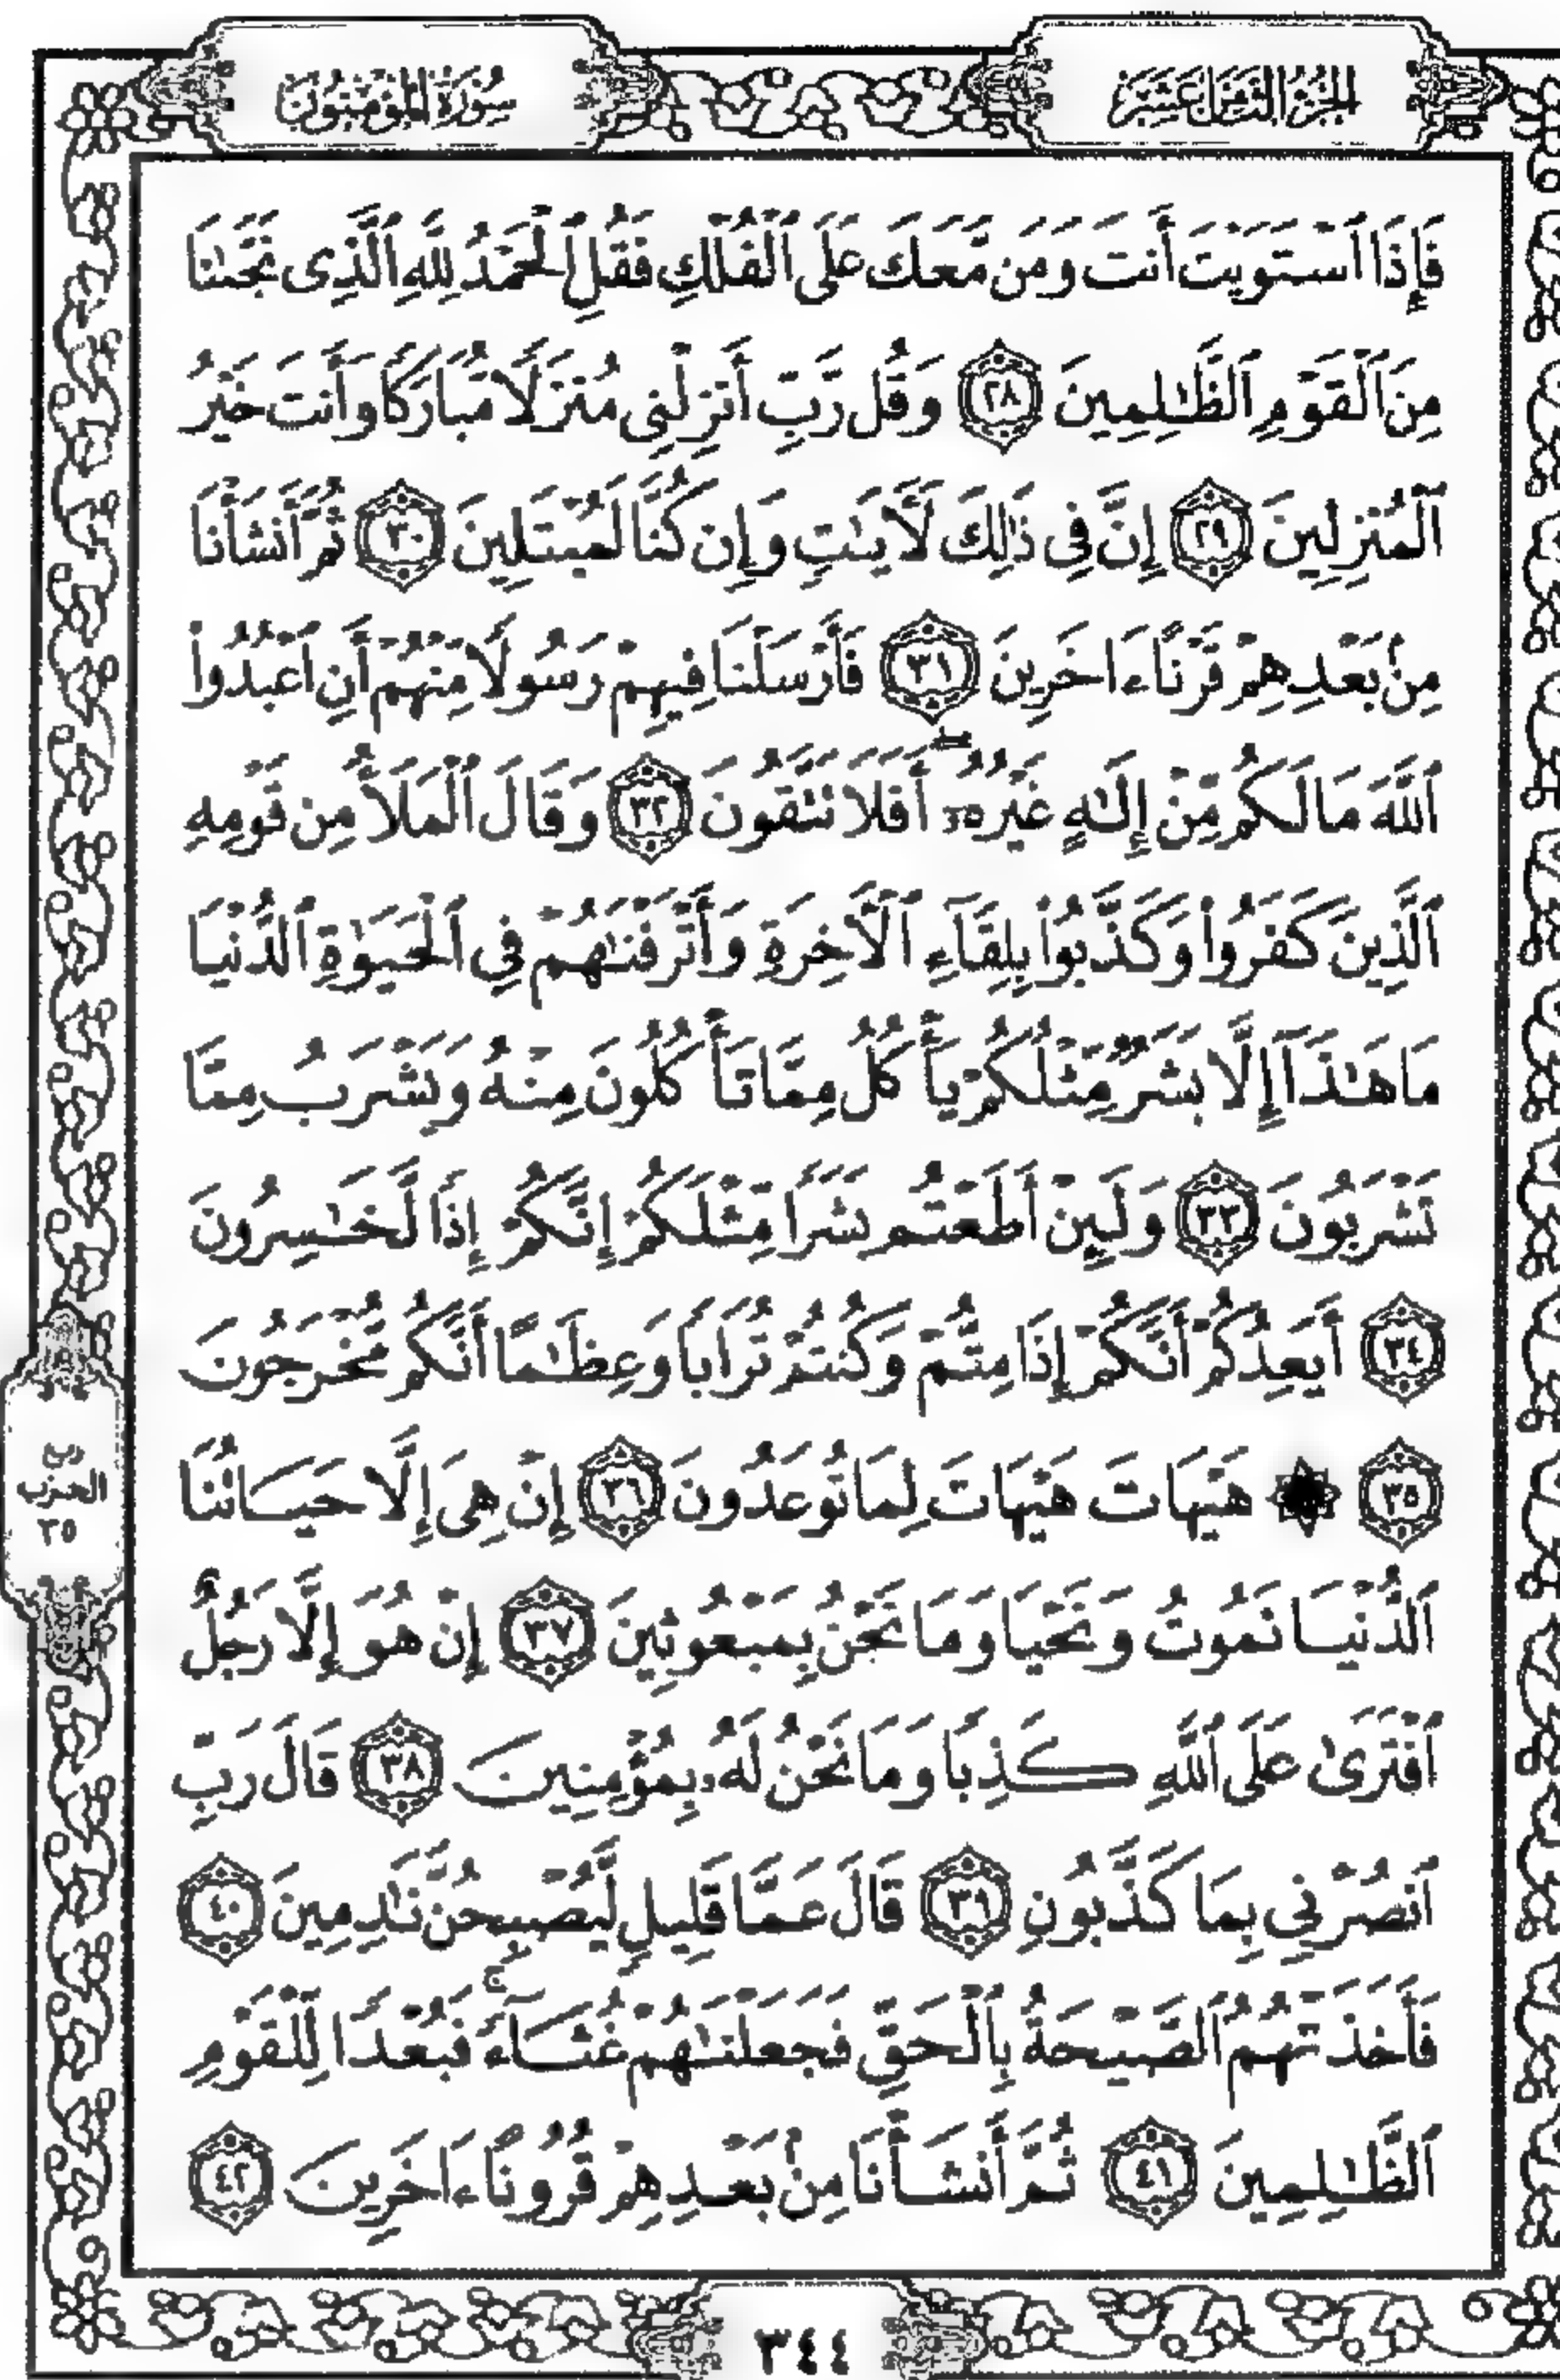 الجزء الثامن عشر
سورة المؤمنون
فَإِذَا ٱسْتَوَيْتَ أَنتَ وَمَن مَّعَكَ عَلَى ٱلْفُلْكِ فَقُلِ ٱلْحَمْدُ لِلَّهِ ٱلَّذِى نَجَّىٰنَا
مِنَ ٱلْقَوْمِ ٱلظَّٰلِمِينَ ٢٨ وَقُل رَّبِّ أَنزِلْنِى مُنزَلًا مُّبَارَكًا وَأَنتَ خَيْرُ
ٱلْمُنزِلِينَ ٢٩ إِنَّ فِى ذَٰلِكَ لَأَيَٰتٍ وَإِن كُنَّا لَمُبْتَلِينَ ٣٠ ثُمَّ أَنشَأْنَا
مِنۢ بَعْدِهِمْ قَرْنًا ءَاخَرِينَ ٣١ فَأَرْسَلْنَا فِيهِمْ رَسُولًا مِّنْهُمْ أَنِ ٱعْبُدُوا۟
ٱللَّهَ مَا لَكُم مِّنْ إِلَٰهٍ غَيْرُهُۥٓ ۖ أَفَلَا تَتَّقُونَ ٣٢ وَقَالَ ٱلْمَلَأُ مِن قَوْمِهِ
ٱلَّذِينَ كَفَرُوا۟ وَكَذَّبُوا۟ بِلِقَآءِ ٱلْأَخِرَةِ وَأَتْرَفْنَٰهُمْ فِى ٱلْحَيَوٰةِ ٱلدُّنْيَا
مَا هَٰذَآ إِلَّا بَشَرٌ مِّثْلُكُمْ يَأْكُلُ مِمَّا تَأْكُلُونَ مِنْهُ وَيَشْرَبُ مِمَّا
تَشْرَبُونَ ٣٣ وَلَئِنْ أَطَعْتُم بَشَرًا مِّثْلَكُمْ إِنَّكُمْ إِذًا لَّخَٰسِرُونَ
٣٤ أَيَعِدُكُمْ أَنَّكُمْ إِذَا مِتُّمْ وَكُنتُمْ تُرَابًا وَعِظَٰمًا أَنَّكُم مُّخْرَجُونَ
٣٥ ۞ هَيْهَاتَ هَيْهَاتَ لِمَا تُوعَدُونَ ٣٦ إِنْ هِىَ إِلَّا حَيَاتُنَا
ربع
الحزب
٣٥
ٱلدُّنْيَا نَمُوتُ وَنَحْيَا وَمَا نَحْنُ بِمَبْعُوثِينَ ٣٧ إِنْ هُوَ إِلَّا رَجُلٌ
ٱفْتَرَىٰ عَلَى ٱللَّهِ كَذِبًا وَمَا نَحْنُ لَهُۥ بِمُؤْمِنِينَ ٣٨ قَالَ رَبِّ
ٱنصُرْنِى بِمَا كَذَّبُونِ ٣٩ قَالَ عَمَّا قَلِيلٍ لَّيُصْبِحُنَّ نَٰدِمِينَ ٤٠
فَأَخَذَتْهُمُ ٱلصَّيْحَةُ بِٱلْحَقِّ فَجَعَلْنَٰهُمْ غُثَآءً ۚ فَبُعْدًا لِّلْقَوْمِ
ٱلظَّٰلِمِينَ ٤١ ثُمَّ أَنشَأْنَا مِنۢ بَعْدِهِمْ قُرُونًا ءَاخَرِينَ ٤٢
٣٤٤